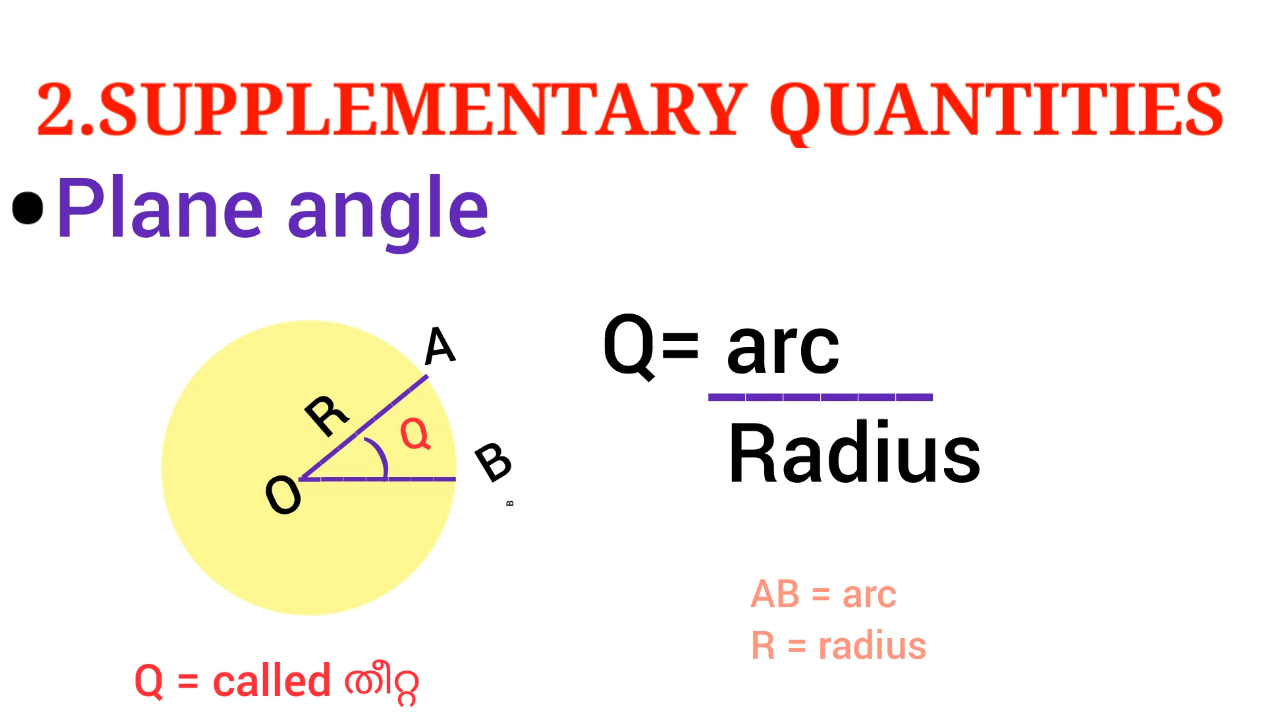 2.SUPPLEMENTARY QUANTITIES
•Plane angle
A
R
Q
B
O
B
Q= arc
Radius
AB = arc
R = radius
Q = called തീറ്റ